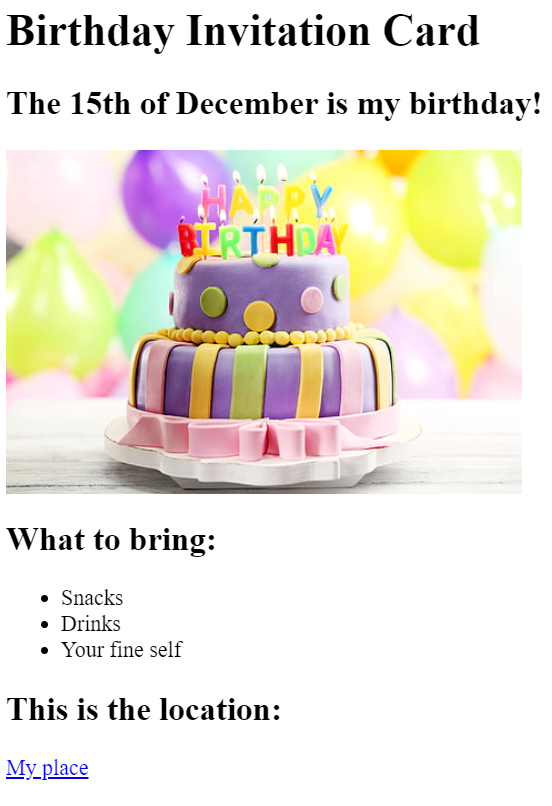 Birthday Invitation Card
The 15th of December is my birthday!
HAPPY
BIRTHDAY
What to bring:
Snacks
Drinks
Your fine self
This is the location:
My place